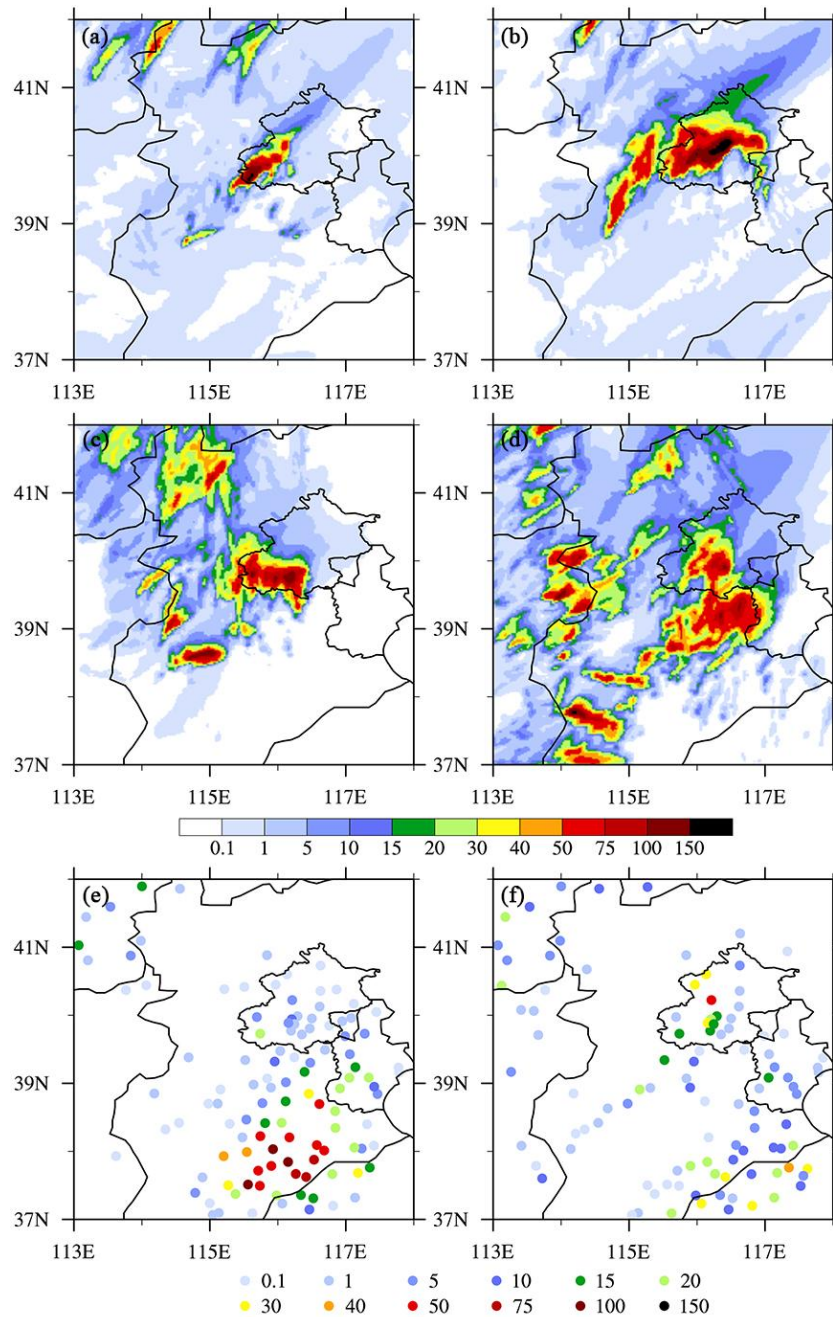 (a) (b)
41N 41N
39N 39N
37N 37N
113E 115E 117E 113E 115E 117E
(c) (d)
41N 41N
39N 39N
37N 37N
113E 115E 117E 113E 115E 117E
0.1 1 5 10 15 20 30 40 50 75 100 150
(e) (f)
41N 41N
39N 39N
37N 37N
113E 115E 117E 113E 115E 117E
0.1 1 5 10 15 20
30 40 50 75 100 150